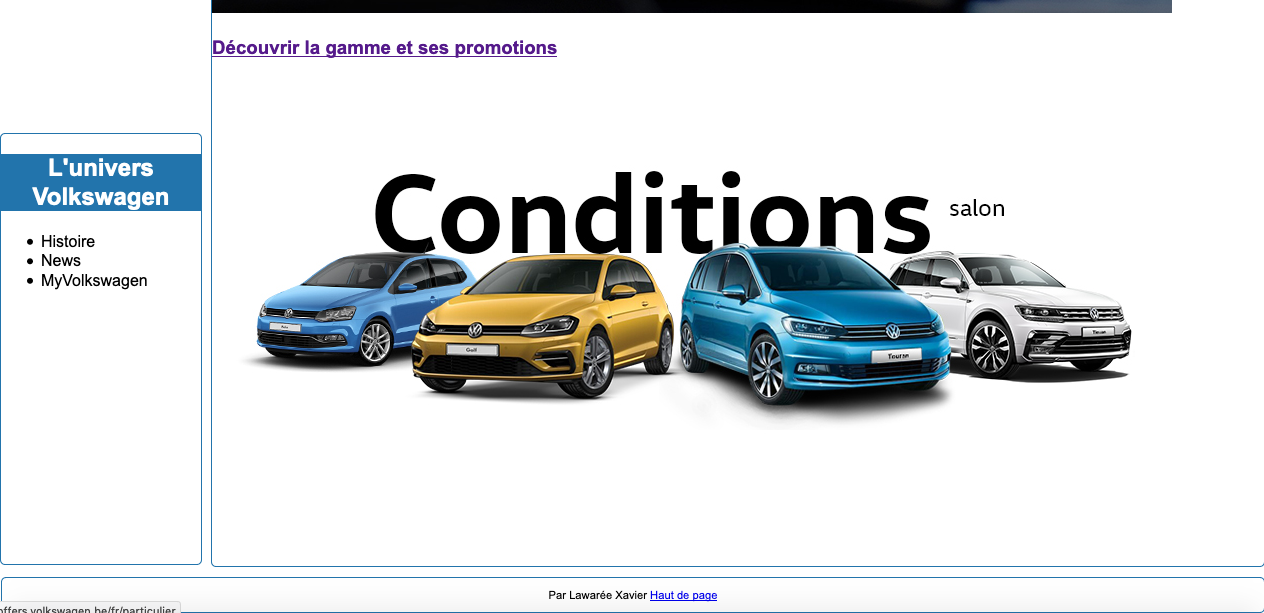 Découvrir la gamme et ses promotions
L'univers
Volkswagen
Histoire
News
MyVolkswagen
Conditions
salon
Golf
Touran
Tiguan
Par Lawarée Xavier Haut de page
offers.volkswagen.be/fr/particulier